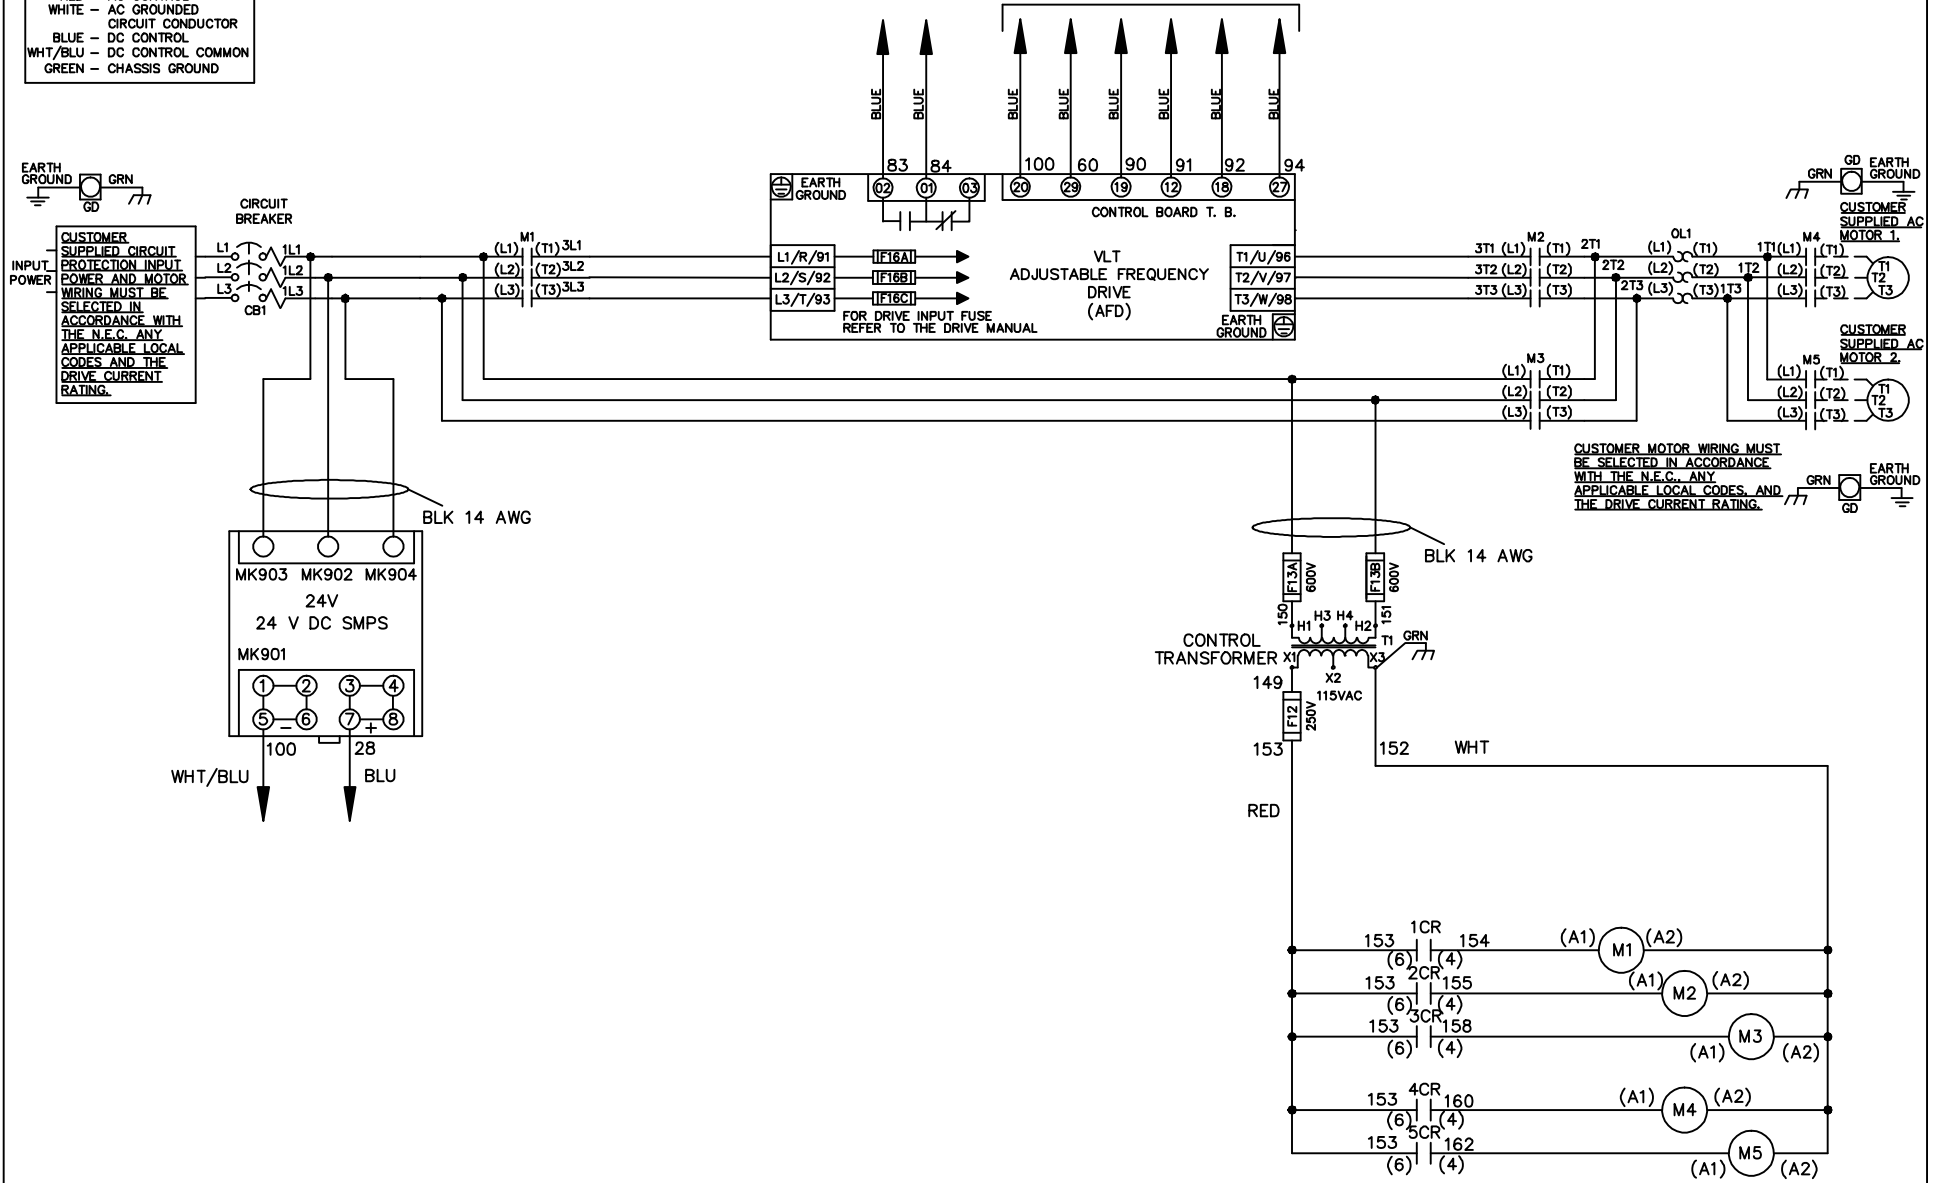 WHITE – AC GROUNDED
CIRCUIT CONDUCTOR
BLUE – DC CONTROL
WHT/BLU – DC CONTROL COMMON
GREEN – CHASSIS GROUND
BLUE
BLUE
BLUE
BLUE
BLUE
BLUE
BLUE
BLUE
83
84
100
60
90
91
92
94
02
01
03
20
29
19
12
18
27
EARTH
GROUND
CONTROL BOARD T. B.
EARTH
GROUND
GRN
GD
CIRCUIT
BREAKER
INPUT
POWER
CUSTOMER
SUPPLIED CIRCUIT
PROTECTION INPUT
POWER AND MOTOR
WIRING MUST BE
SELECTED IN
ACCORDANCE WITH
THE N.E.C. ANY
APPLICABLE LOCAL
CODES AND THE
DRIVE CURRENT
RATING.
L1
L2
L3
1L1
1L2
1L3
CB1
M1
(L1) (T1) 3L1
(L2) (T2) 3L2
(L3) (T3) 3L3
L1/R/91
L2/S/92
L3/T/93
F16A
F16B
F16C
FOR DRIVE INPUT FUSE
REFER TO THE DRIVE MANUAL
VLT
ADJUSTABLE FREQUENCY
DRIVE
(AFD)
T1/U/96
T2/V/97
T3/W/98
EARTH
GROUND
M2
3T1 (L1) (T1) 2T1
3T2 (L2) (T2) 2T2
3T3 (L3) (T3) 2T3
OL1
(L1) (T1) 1T1
(L2) (T2) 1T2
(L3) (T3) 1T3
M4
(L1) (T1)
(L2) (T2)
(L3) (T3)
T1
T2
T3
GD
EARTH
GROUND
GRN
CUSTOMER
SUPPLIED AC
MOTOR 1.
CUSTOMER
SUPPLIED AC
MOTOR 2.
M3
(L1) (T1)
(L2) (T2)
(L3) (T3)
M5
(L1) (T1)
(L2) (T2)
(L3) (T3)
T1
T2
T3
CUSTOMER MOTOR WIRING MUST
BE SELECTED IN ACCORDANCE
WITH THE N.E.C., ANY
APPLICABLE LOCAL CODES, AND
THE DRIVE CURRENT RATING.
GRN
EARTH
GROUND
GD
BLK 14 AWG
MK903 MK902 MK904
24V
24 V DC SMPS
MK901
1 2 3 4
5 6 7 8
– +
100
28
WHT/BLU
BLU
BLK 14 AWG
F13A
600V
F13B
600V
150
151
H1 H3 H4 H2
T1
GRN
CONTROL
TRANSFORMER
X1
X2
X3
115VAC
149
F12
250V
153
152
WHT
RED
1CR
153 154
(6) (4)
(A1) M1 (A2)
2CR
153 155
(6) (4)
(A1) M2 (A2)
3CR
153 158
(6) (4)
(A1) M3 (A2)
4CR
153 160
(6) (4)
(A1) M4 (A2)
5CR
153 162
(6) (4)
(A1) M5 (A2)